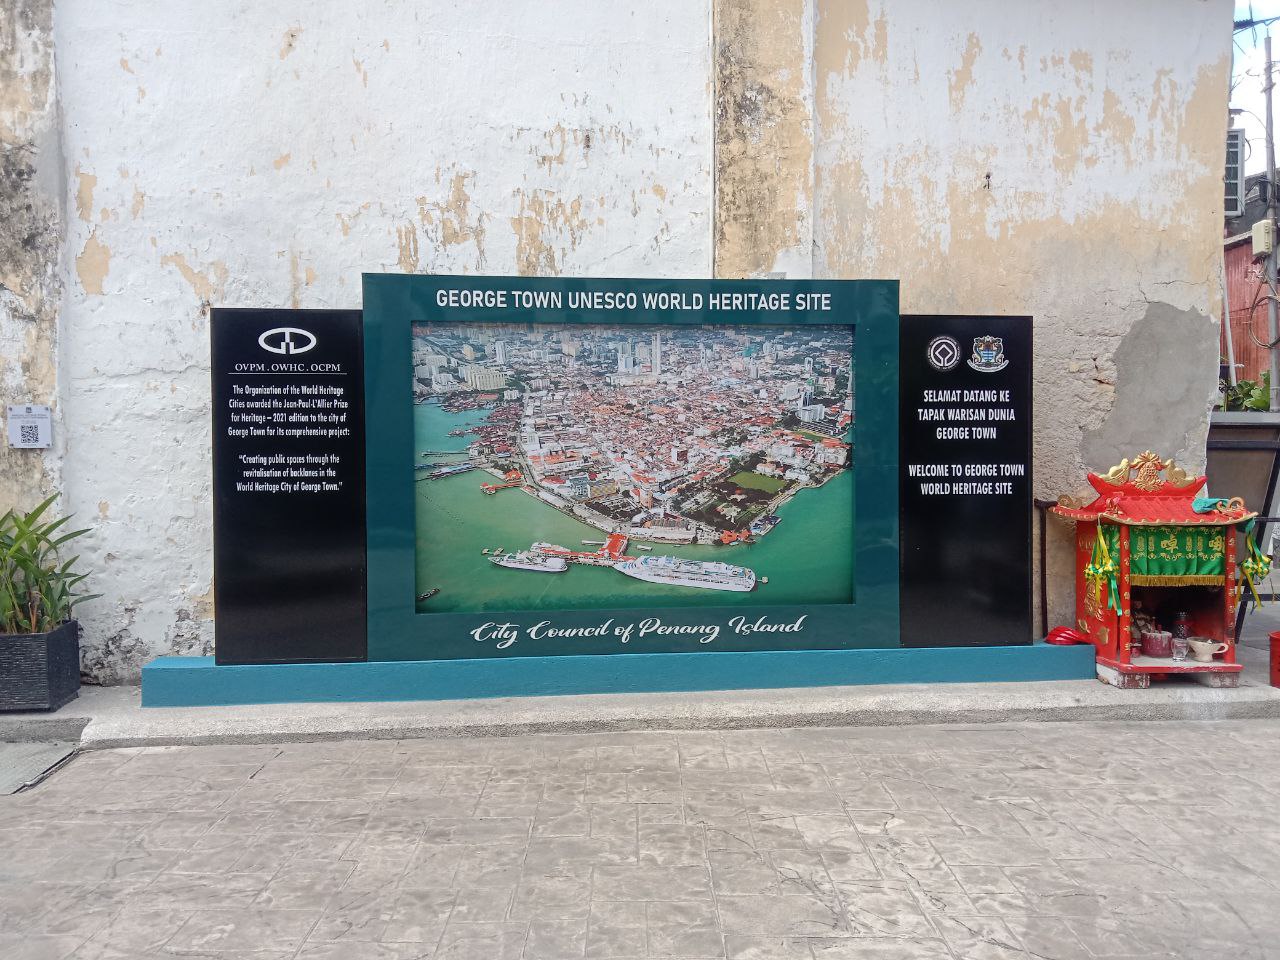 GEORGE TOWN UNESCO WORLD HERITAGE SITE
OVPM . OWHC . OCPM
The Organization of the World Heritage
Cities awarded the Jean-Paul-L'Allier Prize
for Heritage – 2021 edition to the city of
George Town for its comprehensive project:
"Creating public spaces through the
revitalisation of backlanes in the
World Heritage City of George Town."
City Council of Penang Island
SELAMAT DATANG KE
TAPAK WARISAN DUNIA
GEORGE TOWN
WELCOME TO GEORGE TOWN
WORLD HERITAGE SITE